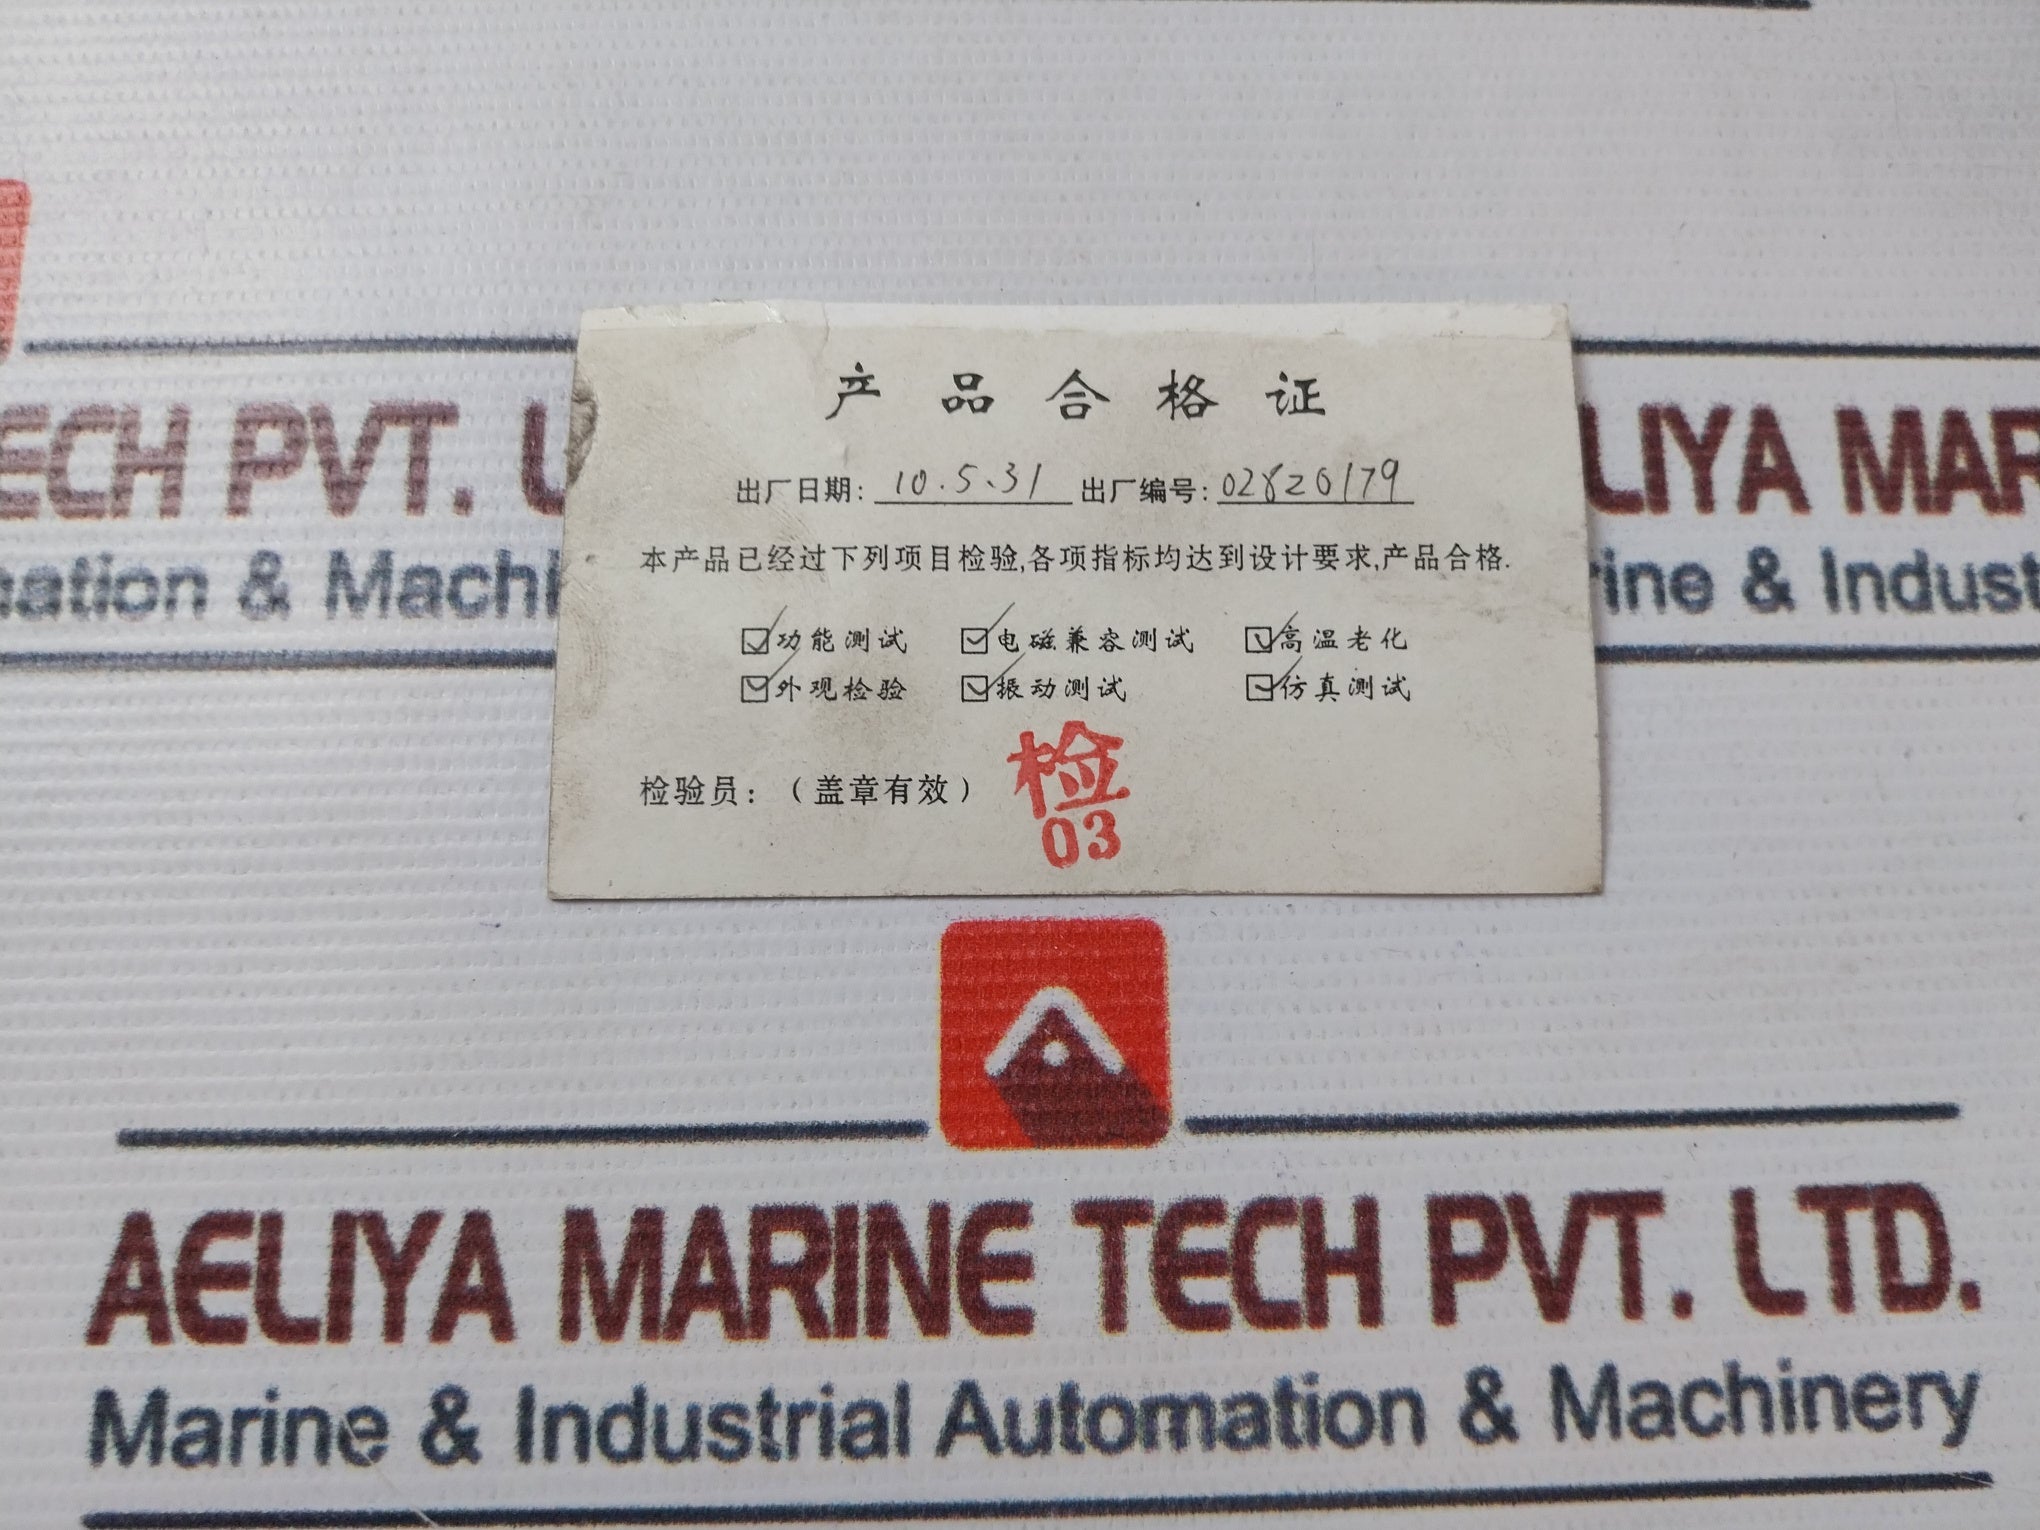 产品合格证
出厂日期: 10.5.31 出厂编号: 02820179
本产品已经过下列项目检验,各项指标均达到设计要求,产品合格.
☑功能测试 ☑电磁兼容测试 ☑高温老化
☑外观检验 ☑振动测试 ☑仿真测试
检验员: (盖章有效) 检
03
ECH PVT. LIYA MAR
nation & Machi rine & Indust
AELIYA MARINE TECH PVT. LTD.
Marine & Industrial Automation & Machinery